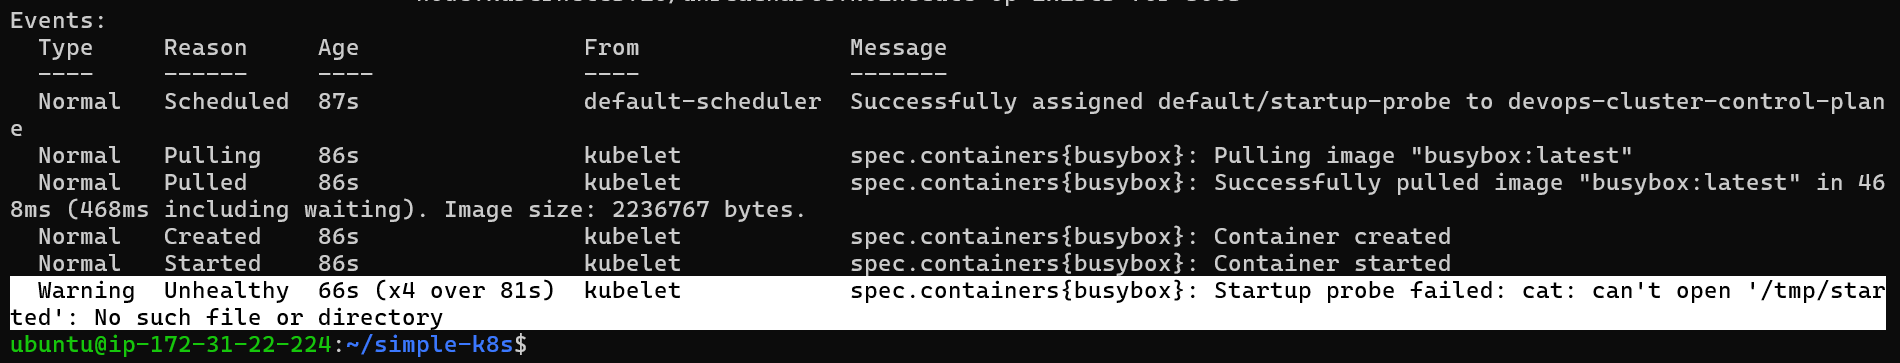 Events:
  Type     Reason     Age                From               Message
  ----     ------     ----               ----               -------
  Normal   Scheduled  87s                default-scheduler  Successfully assigned default/startup-probe to devops-cluster-control-plan
e
  Normal   Pulling    86s                kubelet            spec.containers{busybox}: Pulling image "busybox:latest"
  Normal   Pulled     86s                kubelet            spec.containers{busybox}: Successfully pulled image "busybox:latest" in 46
8ms (468ms including waiting). Image size: 2236767 bytes.
  Normal   Created    86s                kubelet            spec.containers{busybox}: Container created
  Normal   Started    86s                kubelet            spec.containers{busybox}: Container started
  Warning  Unhealthy  66s (x4 over 81s)  kubelet            spec.containers{busybox}: Startup probe failed: cat: can't open '/tmp/star
ted': No such file or directory
ubuntu@ip-172-31-22-224:~/simple-k8s$